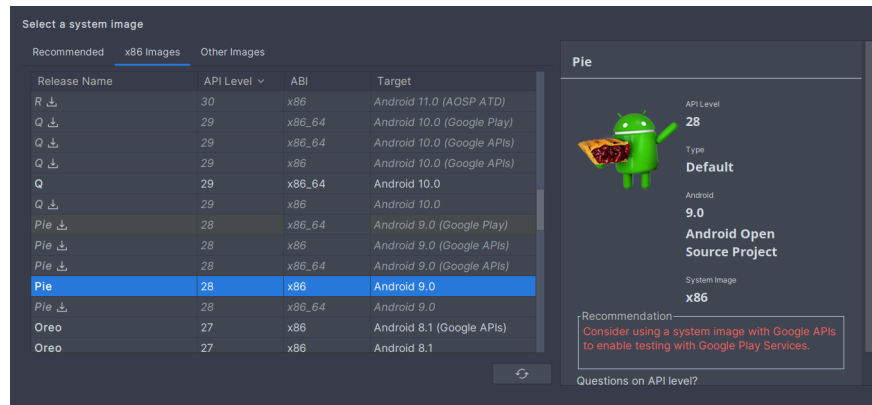 Select a system image
Recommended x86 Images Other Images
Release Name API Level ABI Target
R 30 x86 Android 11.0 (AOSP ATD)
Q 29 x86_64 Android 10.0 (Google Play)
Q 29 x86_64 Android 10.0 (Google APIs)
Q 29 x86 Android 10.0 (Google APIs)
Q 29 x86_64 Android 10.0
Q 29 x86 Android 10.0
Pie 28 x86_64 Android 9.0 (Google Play)
Pie 28 x86 Android 9.0 (Google APIs)
Pie 28 x86_64 Android 9.0 (Google APIs)
Pie 28 x86 Android 9.0
Pie 28 x86_64 Android 9.0
Oreo 27 x86 Android 8.1 (Google APIs)
Oreo 27 x86 Android 8.1
Pie
API Level
28
Type
Default
Android
9.0
Android Open
Source Project
System Image
x86
Recommendation
Consider using a system image with Google APIs
to enable testing with Google Play Services.
Questions on API level?